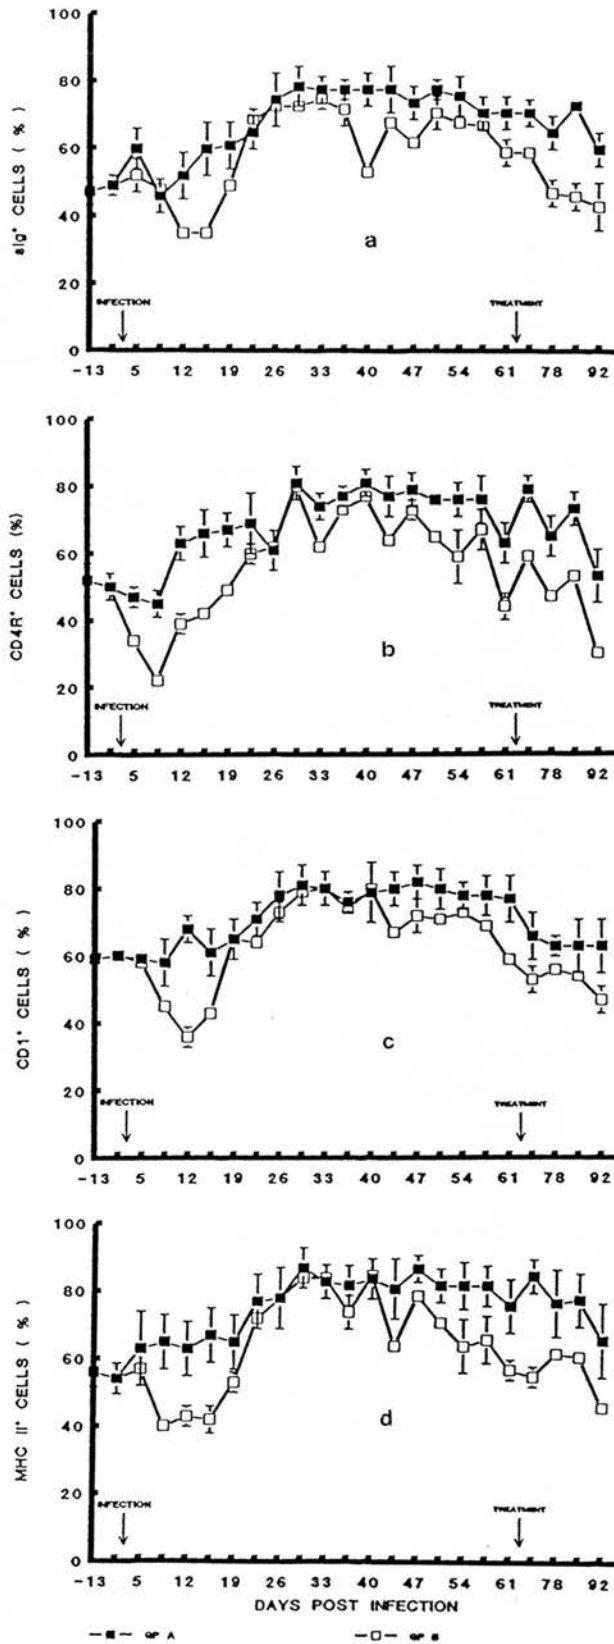 100
80
60
40
20
0
sIg⁺ CELLS ( % )
a
INFECTION
TREATMENT
-13 5 12 19 26 33 40 47 54 61 78 92
100
80
60
40
20
0
CD4R⁺ CELLS (%)
b
INFECTION
TREATMENT
-13 5 12 19 26 33 40 47 54 61 78 92
100
80
60
40
20
0
CD1⁺ CELLS ( % )
c
INFECTION
TREATMENT
-13 5 12 19 26 33 40 47 54 61 78 92
100
80
60
40
20
0
MHC II⁺ CELLS ( % )
d
INFECTION
TREATMENT
-13 5 12 19 26 33 40 47 54 61 78 92
DAYS POST INFECTION
GP A GP B